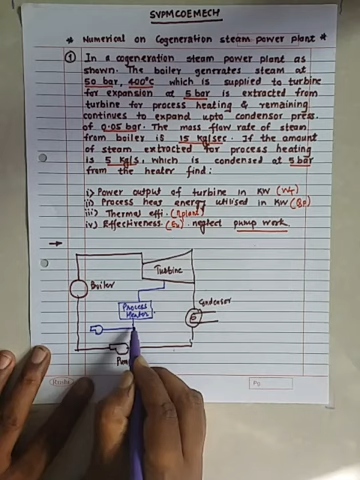 SVPMCOEMECH
* Numerical on Cogeneration steam power plant *
① In a cogeneration steam power plant as
shown. The boiler generates steam at
50 bar, 400°C which is supplied to turbine
for expansion at 5 bar is extracted from
turbine for process heating & remaining
continues to expand upto condensor press.
of 0.05 bar. The mass flow rate of steam
from boiler is 15 kg/sec. If the amount
of steam extracted for process heating
is 5 kg/s, which is condensed at 5 bar
from the heater find:
i) Power output of turbine in KW (WT)
ii) Process heat energy utilised in KW (QP)
iii) Thermal effi. (ηplant)
iv) Effectiveness. neglect pump work
→
Turbine
Boiler
Process
Heater
Condenser
6